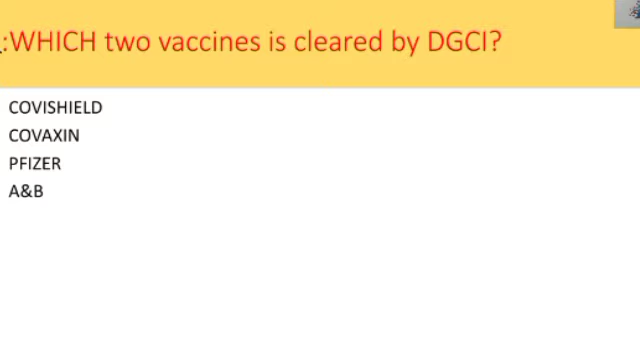 :WHICH two vaccines is cleared by DGCI?
COVISHIELD
COVAXIN
PFIZER
A&B